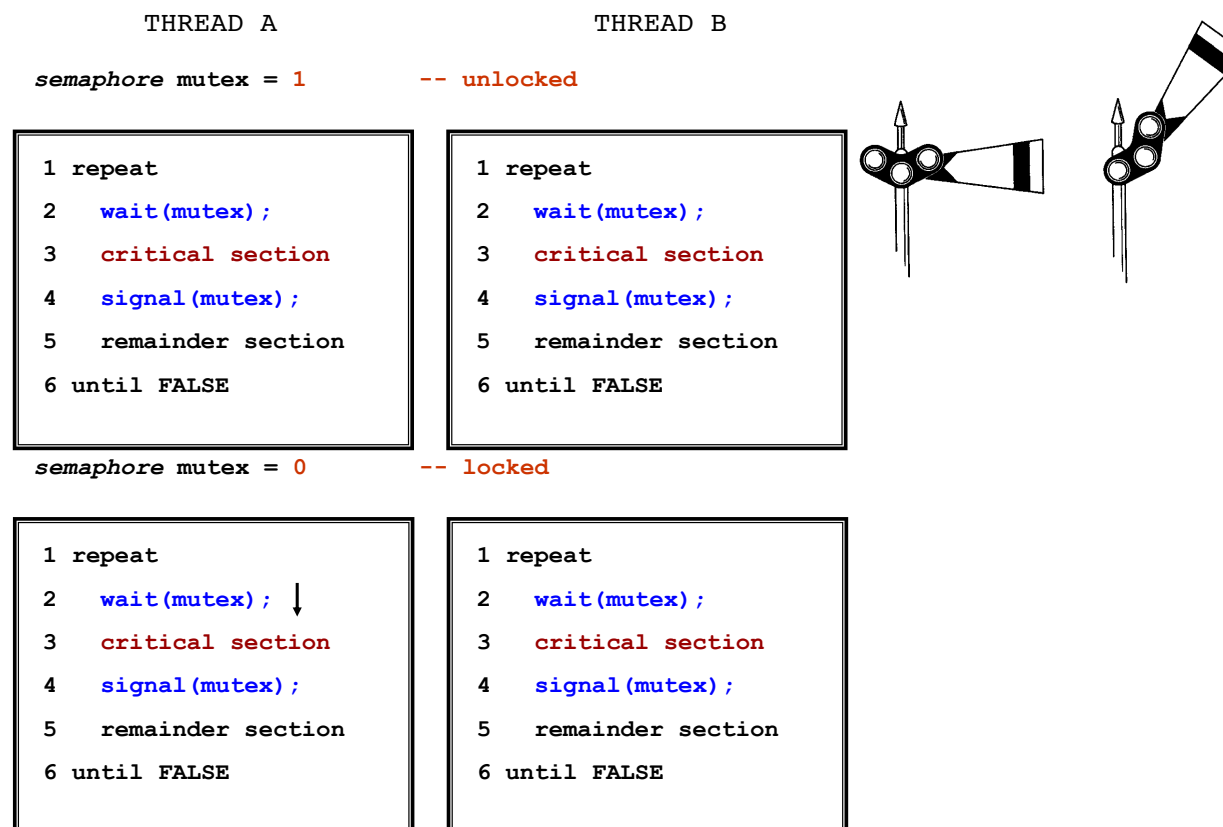 THREAD A THREAD B
semaphore mutex = 1 -- unlocked
1 repeat
2 wait(mutex);
3 critical section
4 signal(mutex);
5 remainder section
6 until FALSE
1 repeat
2 wait(mutex);
3 critical section
4 signal(mutex);
5 remainder section
6 until FALSE
semaphore mutex = 0 -- locked
1 repeat
2 wait(mutex);
3 critical section
4 signal(mutex);
5 remainder section
6 until FALSE
1 repeat
2 wait(mutex);
3 critical section
4 signal(mutex);
5 remainder section
6 until FALSE